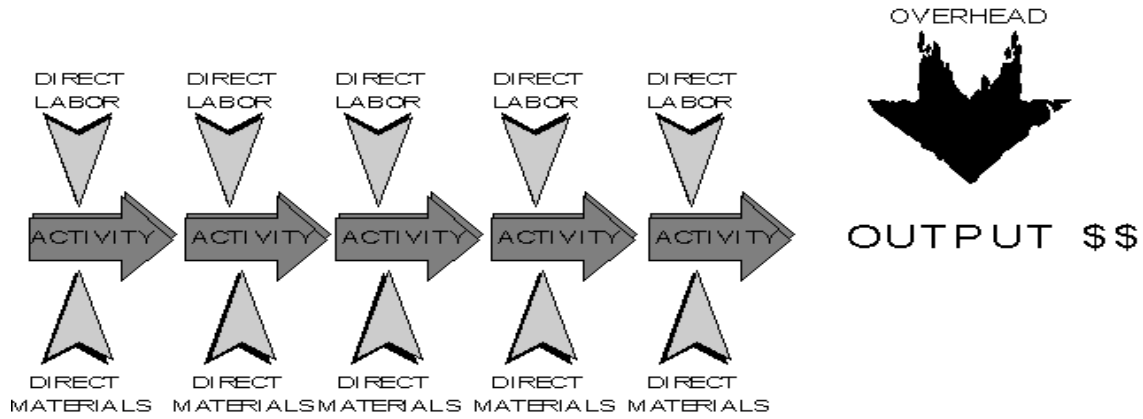 OVERHEAD
DIRECT LABOR
DIRECT LABOR
DIRECT LABOR
DIRECT LABOR
DIRECT LABOR
ACTIVITY
ACTIVITY
ACTIVITY
ACTIVITY
ACTIVITY
OUTPUT $$
DIRECT MATERIALS
DIRECT MATERIALS
DIRECT MATERIALS
DIRECT MATERIALS
DIRECT MATERIALS